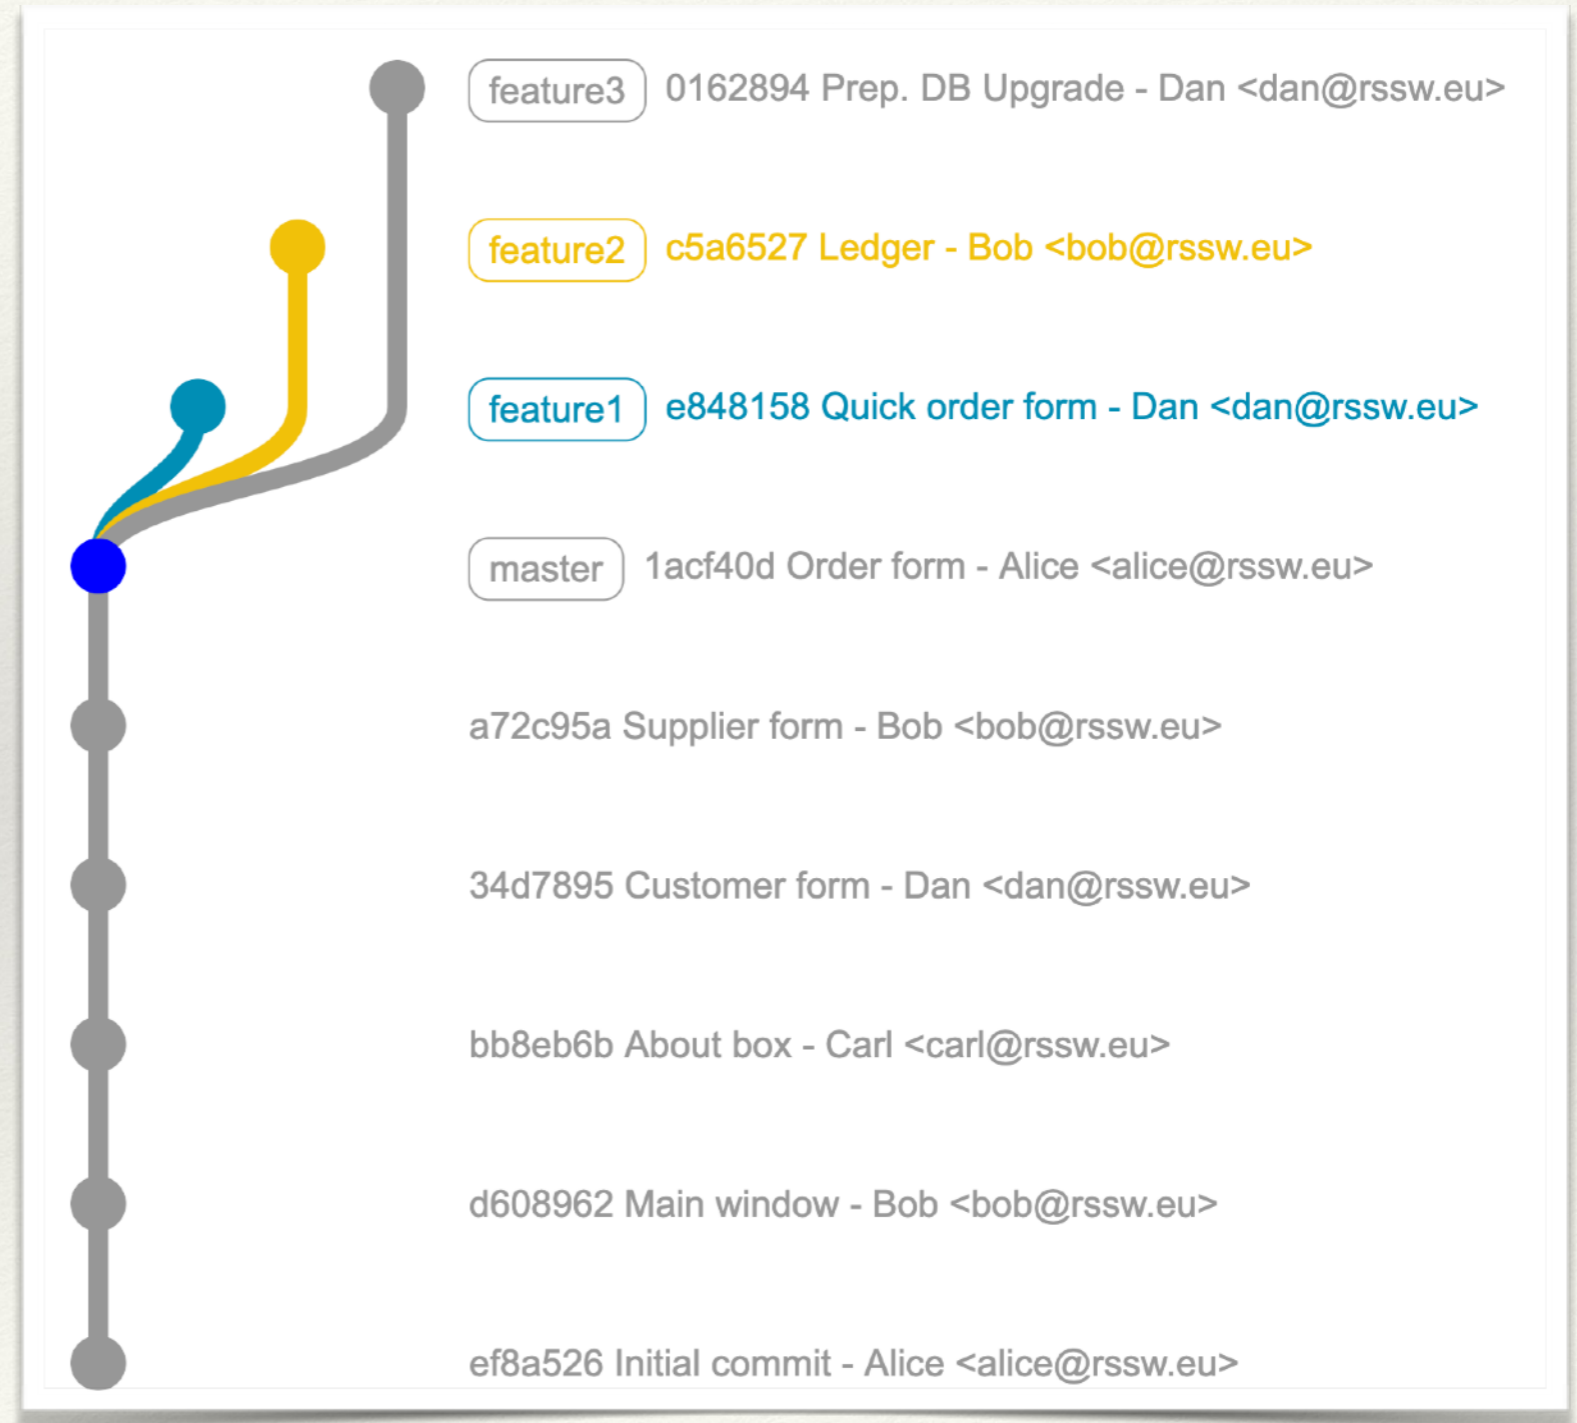 feature3 0162894 Prep. DB Upgrade - Dan <dan@rssw.eu>
feature2 c5a6527 Ledger - Bob <bob@rssw.eu>
feature1 e848158 Quick order form - Dan <dan@rssw.eu>
master 1acf40d Order form - Alice <alice@rssw.eu>
a72c95a Supplier form - Bob <bob@rssw.eu>
34d7895 Customer form - Dan <dan@rssw.eu>
bb8eb6b About box - Carl <carl@rssw.eu>
d608962 Main window - Bob <bob@rssw.eu>
ef8a526 Initial commit - Alice <alice@rssw.eu>